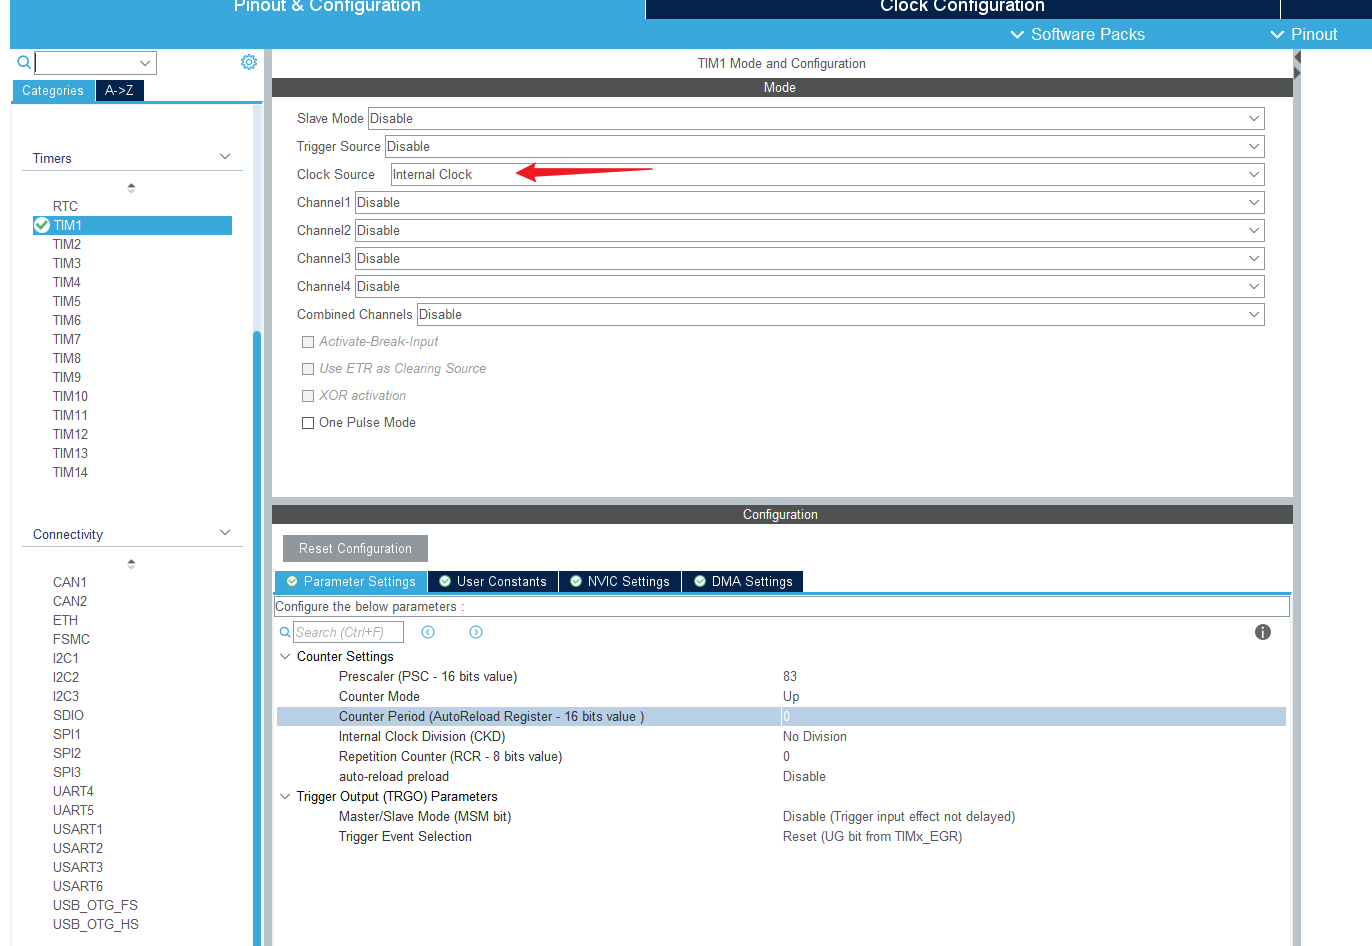 Pinout & Configuration
Clock Configuration
Software Packs
Pinout
Categories
A->Z
Timers
RTC
TIM1
TIM2
TIM3
TIM4
TIM5
TIM6
TIM7
TIM8
TIM9
TIM10
TIM11
TIM12
TIM13
TIM14
Connectivity
CAN1
CAN2
ETH
FSMC
I2C1
I2C2
I2C3
SDIO
SPI1
SPI2
SPI3
UART4
UART5
USART1
USART2
USART3
USART6
USB_OTG_FS
USB_OTG_HS
TIM1 Mode and Configuration
Mode
Slave Mode Disable
Trigger Source Disable
Clock Source Internal Clock
Channel1 Disable
Channel2 Disable
Channel3 Disable
Channel4 Disable
Combined Channels Disable
Activate-Break-Input
Use ETR as Clearing Source
XOR activation
One Pulse Mode
Configuration
Reset Configuration
Parameter Settings
User Constants
NVIC Settings
DMA Settings
Configure the below parameters :
Search (Ctrl+F)
Counter Settings
Prescaler (PSC - 16 bits value) 83
Counter Mode Up
Counter Period (AutoReload Register - 16 bits value ) 0
Internal Clock Division (CKD) No Division
Repetition Counter (RCR - 8 bits value) 0
auto-reload preload Disable
Trigger Output (TRGO) Parameters
Master/Slave Mode (MSM bit) Disable (Trigger input effect not delayed)
Trigger Event Selection Reset (UG bit from TIMx_EGR)